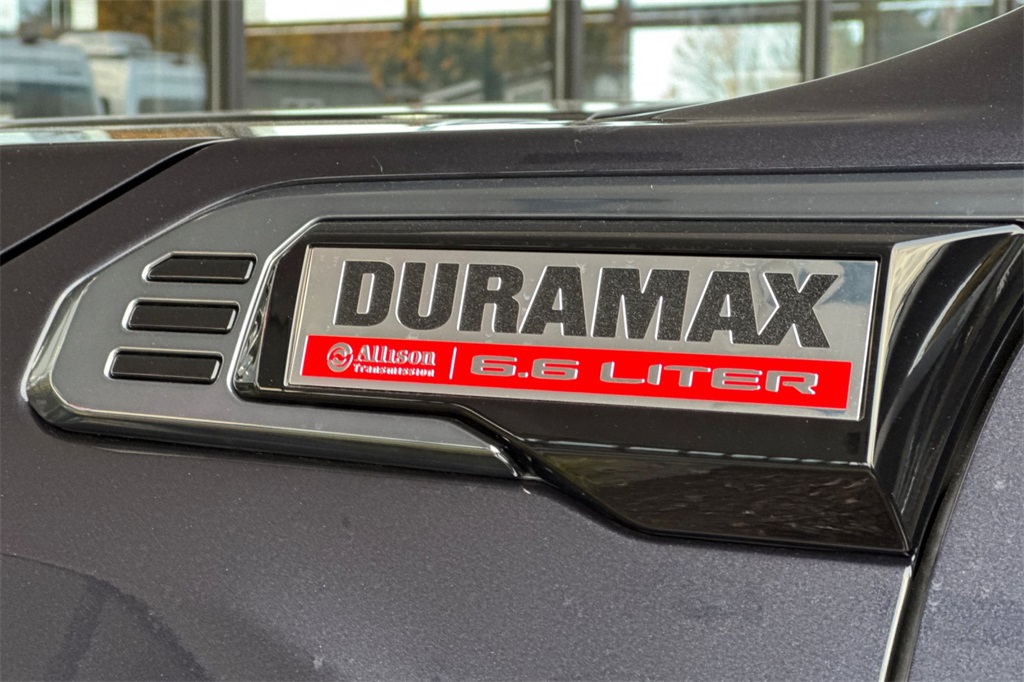 DURAMAX
Allison
Transmission
6.6 LITER